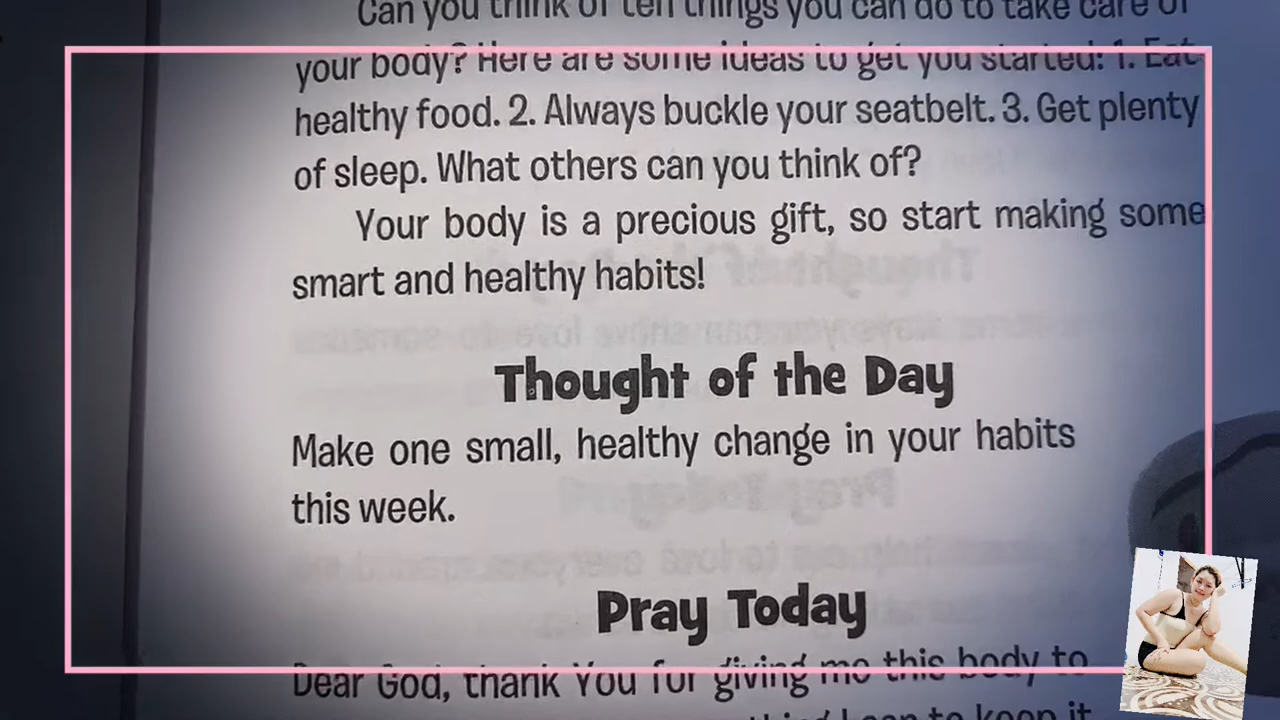 Can you think of ten things you can do to take care of
your body? Here are some ideas to get you started: 1. Eat
healthy food. 2. Always buckle your seatbelt. 3. Get plenty
of sleep. What others can you think of?
Your body is a precious gift, so start making some
smart and healthy habits!
Thought of the Day
Make one small, healthy change in your habits
this week.
Pray Today
Dear God, thank You for giving me this body to
to keep it